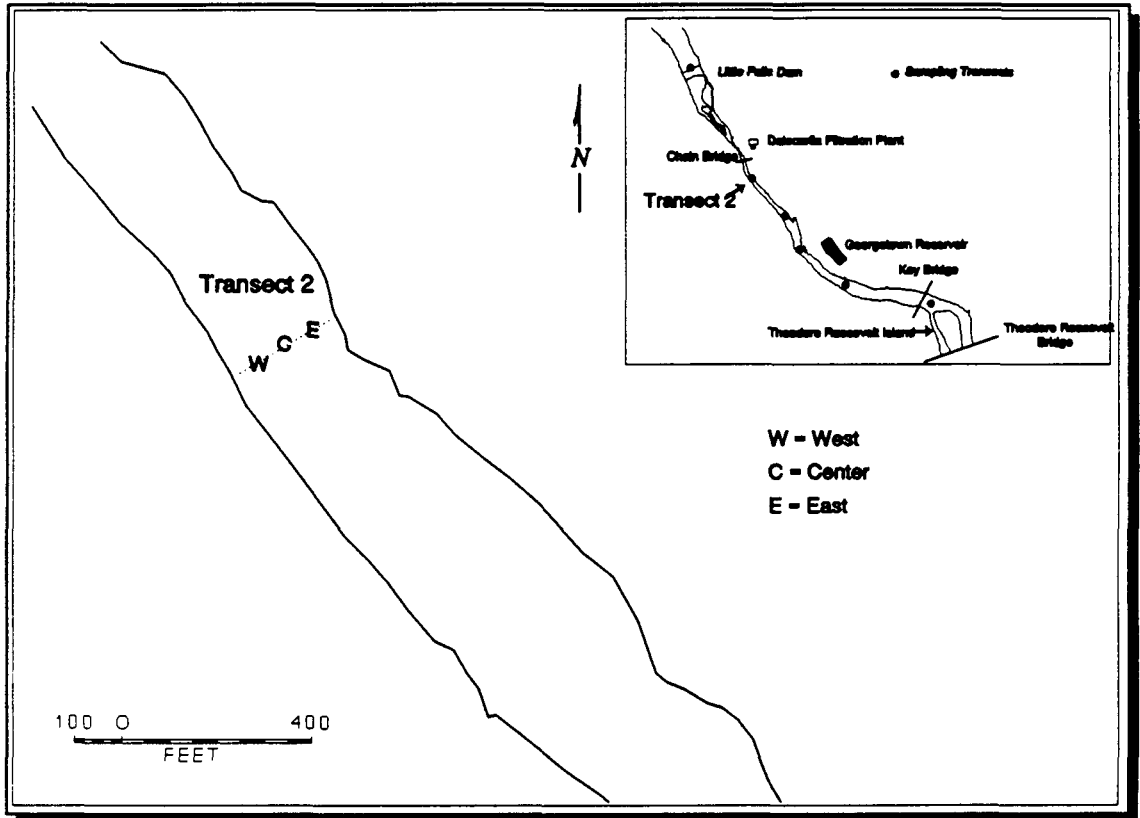 Little Falls Dam
Sampling Transects
Dalecarlia Filtration Plant
Chain Bridge
Transect 2
Georgetown Reservoir
Key Bridge
Theodore Roosevelt Island
Theodore Roosevelt
Bridge
N
Transect 2
E
C
W
W = West
C = Center
E = East
100 0 400
FEET